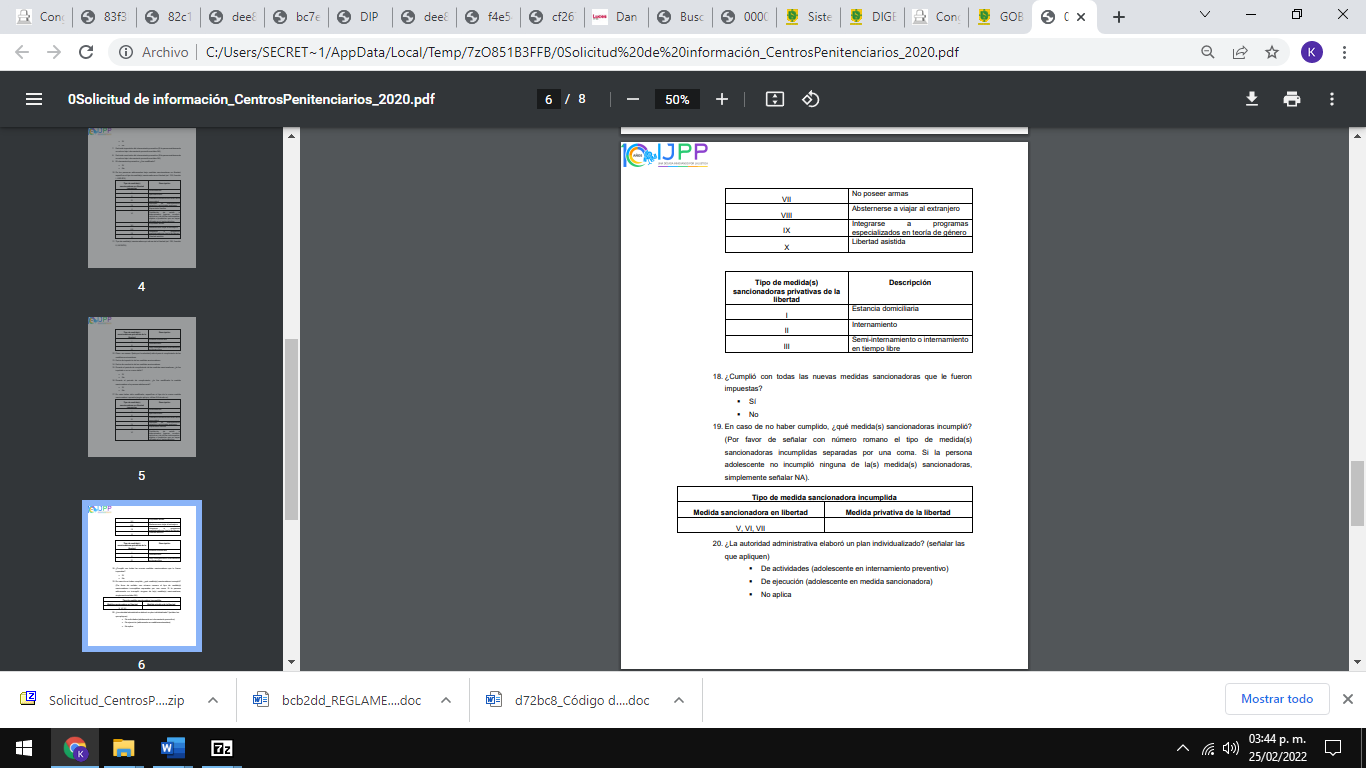 Cong
83f3
82c1
dee8
bc7e
DIP
dee8
f4e5
cf26
Lyons
Dan
Busc
000C
Siste
DIGE
Cong
GOB
Archivo
C:/Users/SECRET~1/AppData/Local/Temp/7zO851B3FFB/0Solicitud%20de%20información_CentrosPenitenciarios_2020.pdf
K
0Solicitud de información_CentrosPenitenciarios_2020.pdf
6 / 8
50%
4
5
6
10 AÑOS IJPP
VII No poseer armas
VIII Abstenerse a viajar al extranjero
IX Integrarse a programas
especializados en teoría de género
X Libertad asistida
Tipo de medida(s)
sancionadoras privativas de la
libertad
Descripción
I Estancia domiciliaria
II Internamiento
III Semi-internamiento o internamiento
en tiempo libre
18. ¿Cumplió con todas las nuevas medidas sancionadoras que le fueron
impuestas?
▪ Sí
▪ No
19. En caso de no haber cumplido, ¿qué medida(s) sancionadoras incumplió?
(Por favor de señalar con número romano el tipo de medida(s)
sancionadoras incumplidas separadas por una coma. Si la persona
adolescente no incumplió ninguna de la(s) medida(s) sancionadoras,
simplemente señalar NA).
Tipo de medida sancionadora incumplida
Medida sancionadora en libertad Medida privativa de la libertad
V, VI, VII
20. ¿La autoridad administrativa elaboró un plan individualizado? (señalar las
que apliquen)
▪ De actividades (adolescente en internamiento preventivo)
▪ De ejecución (adolescente en medida sancionadora)
▪ No aplica
Solicitud_CentrosP....zip
bcb2dd_REGLAME....doc
d72bc8_Código d....doc
Mostrar todo
03:44 p. m.
25/02/2022